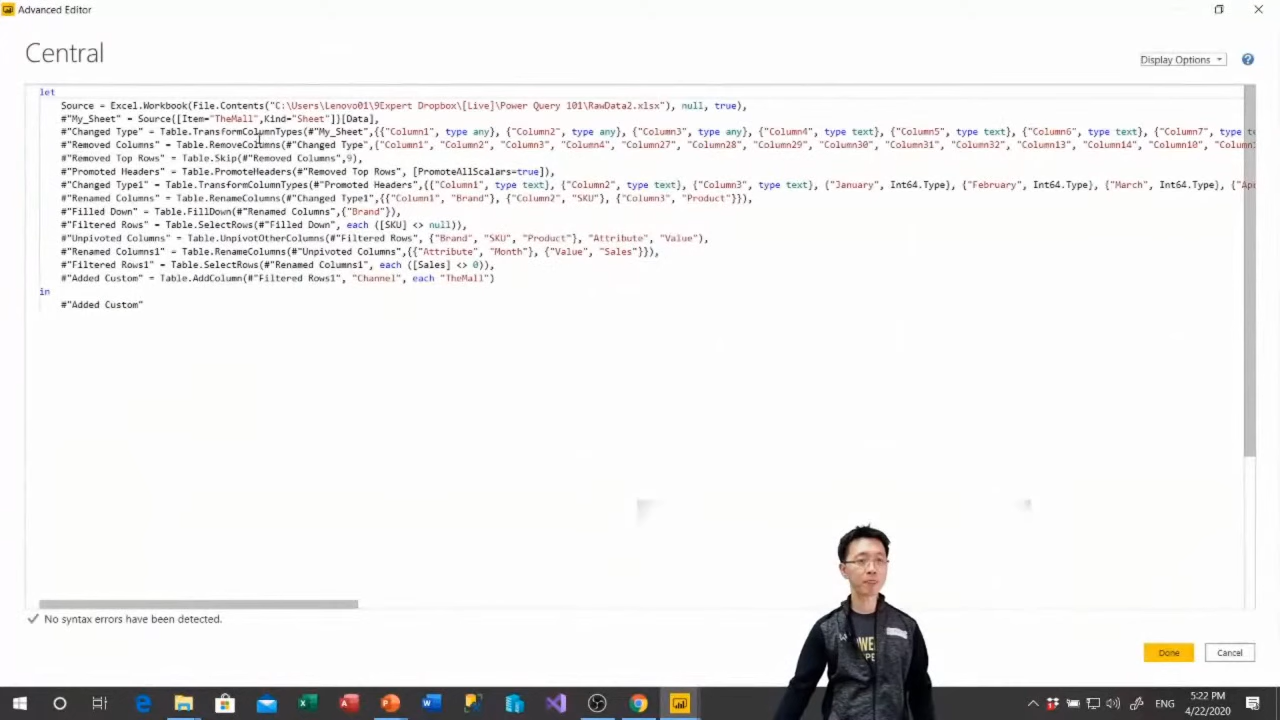 Advanced Editor
Central
Display Options
let
Source = Excel.Workbook(File.Contents("C:\Users\Lenovo01\9Expert Dropbox\[Live]\Power Query 101\RawData2.xlsx"), null, true),
#"My_Sheet" = Source{[Item="TheMall",Kind="Sheet"]}[Data],
#"Changed Type" = Table.TransformColumnTypes(#"My_Sheet",{{"Column1", type any}, {"Column2", type any}, {"Column3", type any}, {"Column4", type text}, {"Column5", type text}, {"Column6", type text}, {"Column7", type t
#"Removed Columns" = Table.RemoveColumns(#"Changed Type",{"Column1", "Column2", "Column3", "Column4", "Column27", "Column28", "Column29", "Column30", "Column31", "Column32", "Column13", "Column14", "Column10", "Column
#"Removed Top Rows" = Table.Skip(#"Removed Columns",9),
#"Promoted Headers" = Table.PromoteHeaders(#"Removed Top Rows", [PromoteAllScalars=true]),
#"Changed Type1" = Table.TransformColumnTypes(#"Promoted Headers",{{"Column1", type text}, {"Column2", type text}, {"Column3", type text}, {"January", Int64.Type}, {"February", Int64.Type}, {"March", Int64.Type}, {"Ap
#"Renamed Columns" = Table.RenameColumns(#"Changed Type1",{{"Column1", "Brand"}, {"Column2", "SKU"}, {"Column3", "Product"}}),
#"Filled Down" = Table.FillDown(#"Renamed Columns",{"Brand"}),
#"Filtered Rows" = Table.SelectRows(#"Filled Down", each ([SKU] <> null)),
#"Unpivoted Columns" = Table.UnpivotOtherColumns(#"Filtered Rows", {"Brand", "SKU", "Product"}, "Attribute", "Value"),
#"Renamed Columns1" = Table.RenameColumns(#"Unpivoted Columns",{{"Attribute", "Month"}, {"Value", "Sales"}}),
#"Filtered Rows1" = Table.SelectRows(#"Renamed Columns1", each ([Sales] <> 0)),
#"Added Custom" = Table.AddColumn(#"Filtered Rows1", "Channel", each "TheMall")
in
#"Added Custom"
No syntax errors have been detected.
Done
Cancel
ENG
5:22 PM
4/22/2020